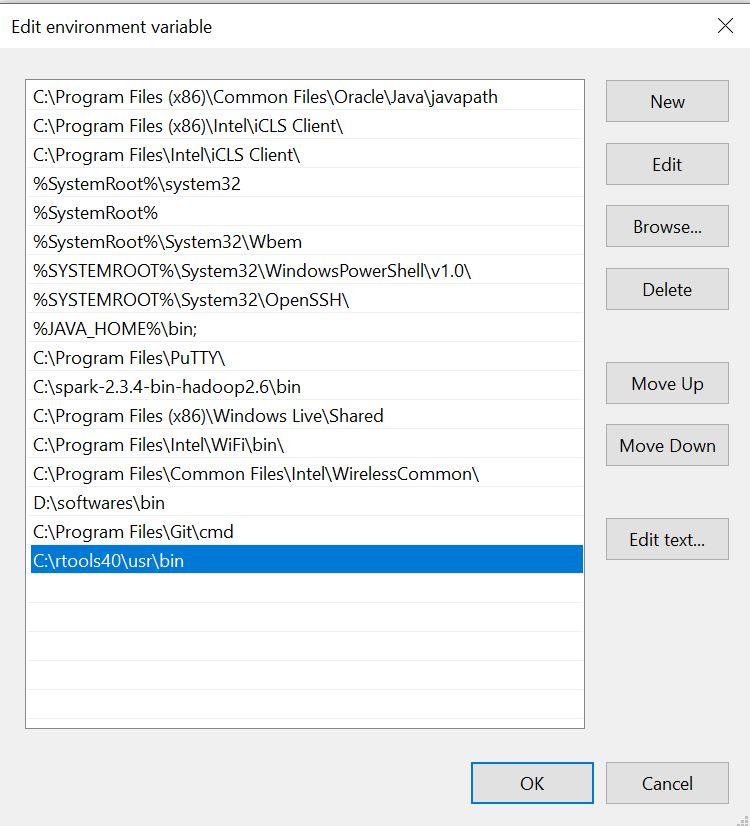 Edit environment variable
C:\Program Files (x86)\Common Files\Oracle\Java\javapath
C:\Program Files (x86)\Intel\iCLS Client\
C:\Program Files\Intel\iCLS Client\
%SystemRoot%\system32
%SystemRoot%
%SystemRoot%\System32\Wbem
%SYSTEMROOT%\System32\WindowsPowerShell\v1.0\
%SYSTEMROOT%\System32\OpenSSH\
%JAVA_HOME%\bin;
C:\Program Files\PuTTY\
C:\spark-2.3.4-bin-hadoop2.6\bin
C:\Program Files (x86)\Windows Live\Shared
C:\Program Files\Intel\WiFi\bin\
C:\Program Files\Common Files\Intel\WirelessCommon\
D:\softwares\bin
C:\Program Files\Git\cmd
C:\rtools40\usr\bin
New
Edit
Browse...
Delete
Move Up
Move Down
Edit text...
OK
Cancel